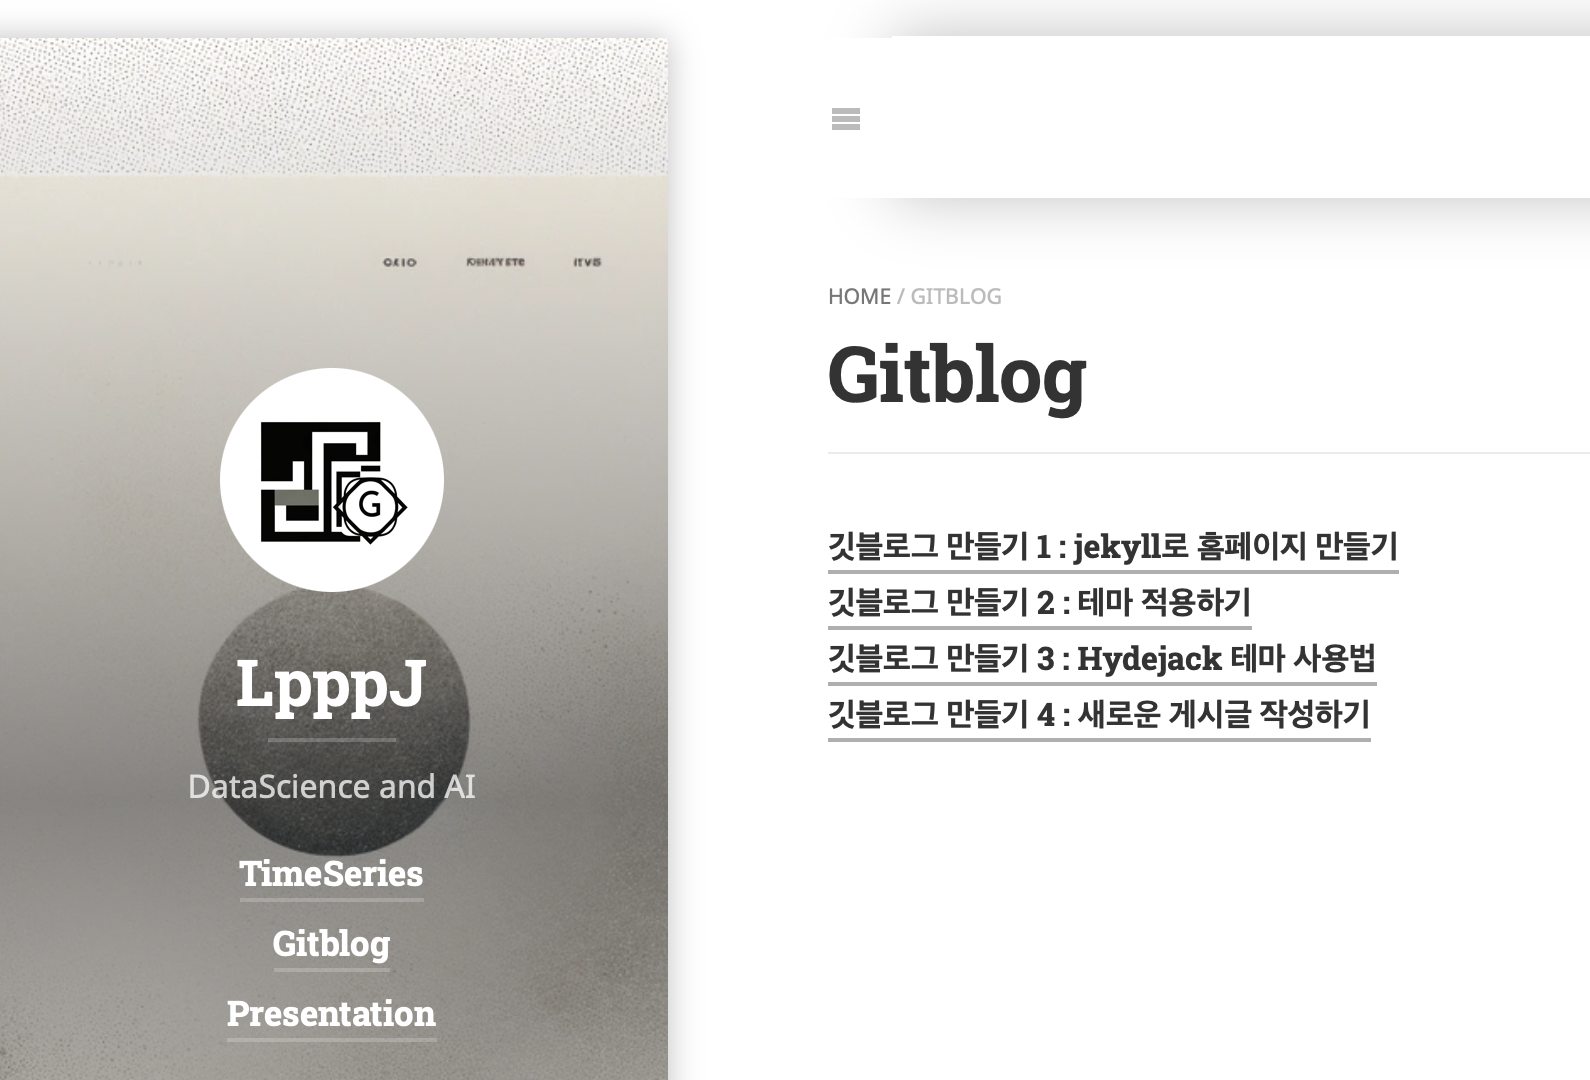 G
LpppJ
DataScience and AI
TimeSeries
Gitblog
Presentation
HOME / GITBLOG
Gitblog
깃블로그 만들기 1 : jekyll로 홈페이지 만들기
깃블로그 만들기 2 : 테마 적용하기
깃블로그 만들기 3 : Hydejack 테마 사용법
깃블로그 만들기 4 : 새로운 게시글 작성하기